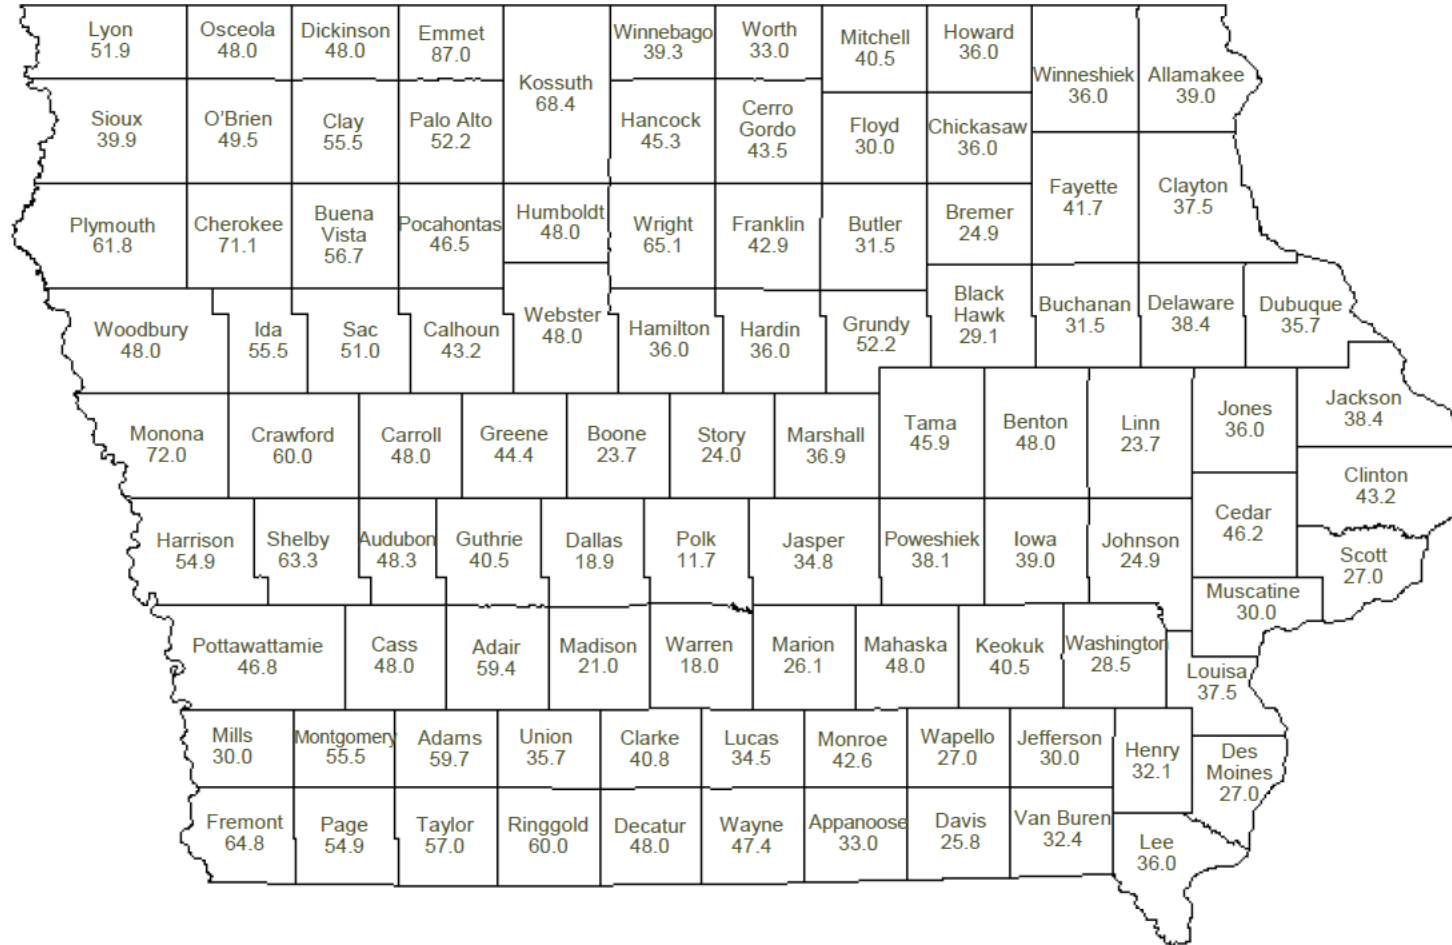 Lyon
51.9
Osceola
48.0
Dickinson
48.0
Emmet
87.0
Kossuth
68.4
Winnebago
39.3
Worth
33.0
Mitchell
40.5
Howard
36.0
Winneshiek
36.0
Allamakee
39.0
Sioux
39.9
O'Brien
49.5
Clay
55.5
Palo Alto
52.2
Hancock
45.3
Cerro
Gordo
43.5
Floyd
30.0
Chickasaw
36.0
Plymouth
61.8
Cherokee
71.1
Buena
Vista
56.7
Pocahontas
46.5
Humboldt
48.0
Wright
65.1
Franklin
42.9
Butler
31.5
Bremer
24.9
Fayette
41.7
Clayton
37.5
Woodbury
48.0
Ida
55.5
Sac
51.0
Calhoun
43.2
Webster
48.0
Hamilton
36.0
Hardin
36.0
Grundy
52.2
Black
Hawk
29.1
Buchanan
31.5
Delaware
38.4
Dubuque
35.7
Monona
72.0
Crawford
60.0
Carroll
48.0
Greene
44.4
Boone
23.7
Story
24.0
Marshall
36.9
Tama
45.9
Benton
48.0
Linn
23.7
Jones
36.0
Jackson
38.4
Clinton
43.2
Cedar
46.2
Harrison
54.9
Shelby
63.3
Audubon
48.3
Guthrie
40.5
Dallas
18.9
Polk
11.7
Jasper
34.8
Poweshiek
38.1
Iowa
39.0
Johnson
24.9
Scott
27.0
Muscatine
30.0
Pottawattamie
46.8
Cass
48.0
Adair
59.4
Madison
21.0
Warren
18.0
Marion
26.1
Mahaska
48.0
Keokuk
40.5
Washington
28.5
Louisa
37.5
Mills
30.0
Montgomery
55.5
Adams
59.7
Union
35.7
Clarke
40.8
Lucas
34.5
Monroe
42.6
Wapello
27.0
Jefferson
30.0
Henry
32.1
Des
Moines
27.0
Fremont
64.8
Page
54.9
Taylor
57.0
Ringgold
60.0
Decatur
48.0
Wayne
47.4
Appanoose
33.0
Davis
25.8
Van Buren
32.4
Lee
36.0